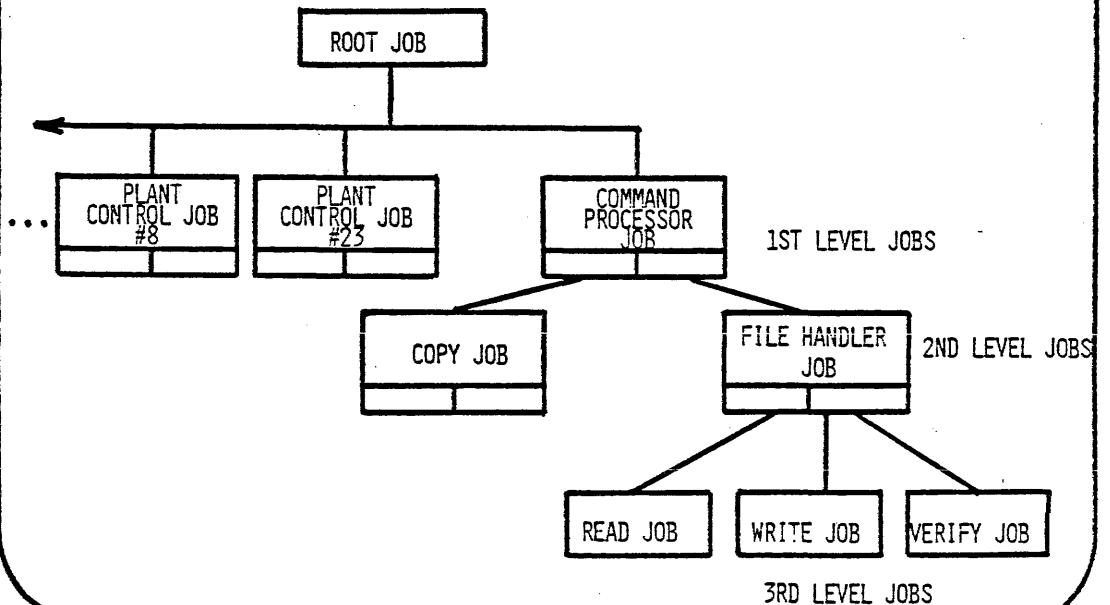 ROOT JOB
PLANT
CONTROL JOB
#8
PLANT
CONTROL JOB
#23
COMMAND
PROCESSOR
JOB
1ST LEVEL JOBS
...
COPY JOB
FILE HANDLER
JOB
2ND LEVEL JOBS
READ JOB
WRITE JOB
VERIFY JOB
3RD LEVEL JOBS